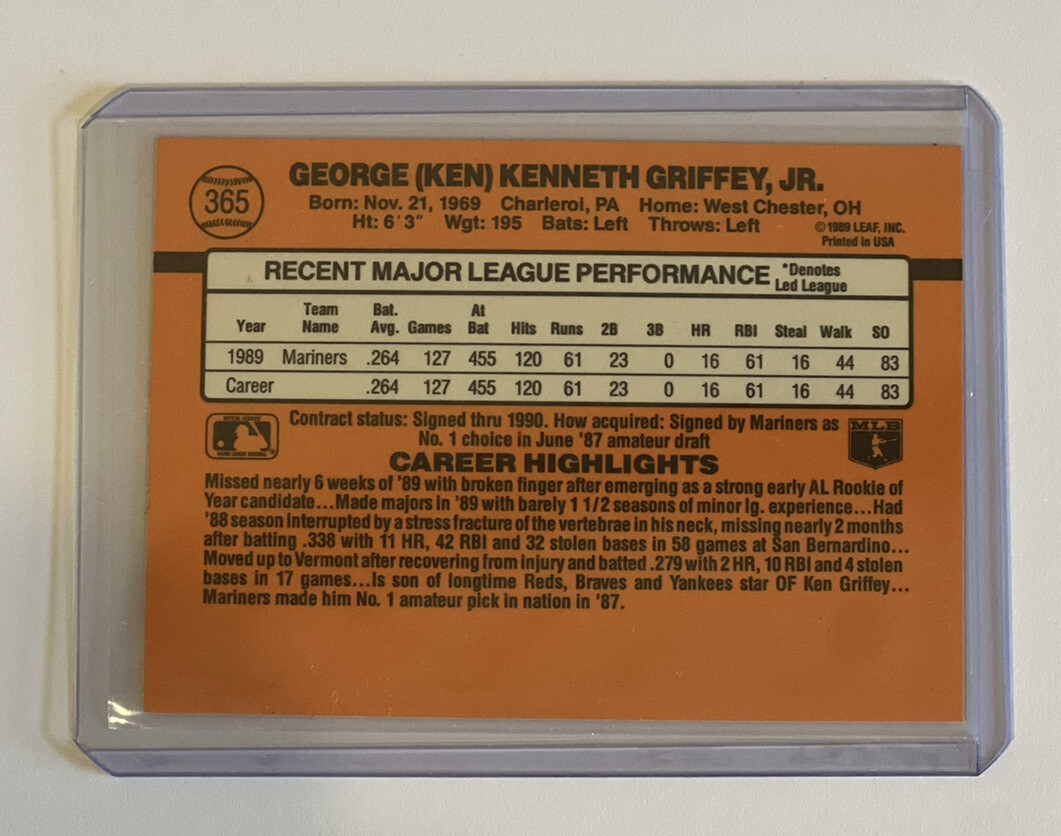 365
GEORGE (KEN) KENNETH GRIFFEY, JR.
Born: Nov. 21, 1969 Charleroi, PA Home: West Chester, OH
Ht: 6'3" Wgt: 195 Bats: Left Throws: Left
©1989 LEAF, INC.
Printed in USA
RECENT MAJOR LEAGUE PERFORMANCE
*Denotes
Led League
Year Team Name Bat. Avg. Games At Bat Hits Runs 2B 3B HR RBI Steal Walk SO
1989 Mariners .264 127 455 120 61 23 0 16 61 16 44 83
Career .264 127 455 120 61 23 0 16 61 16 44 83
Contract status: Signed thru 1990. How acquired: Signed by Mariners as
No. 1 choice in June '87 amateur draft
MLB
CAREER HIGHLIGHTS
Missed nearly 6 weeks of '89 with broken finger after emerging as a strong early AL Rookie of
Year candidate...Made majors in '89 with barely 1 1/2 seasons of minor lg. experience...Had
'88 season interrupted by a stress fracture of the vertebrae in his neck, missing nearly 2 months
after batting .338 with 11 HR, 42 RBI and 32 stolen bases in 58 games at San Bernardino...
Moved up to Vermont after recovering from injury and batted .279 with 2 HR, 10 RBI and 4 stolen
bases in 17 games...Is son of longtime Reds, Braves and Yankees star OF Ken Griffey...
Mariners made him No. 1 amateur pick in nation in '87.